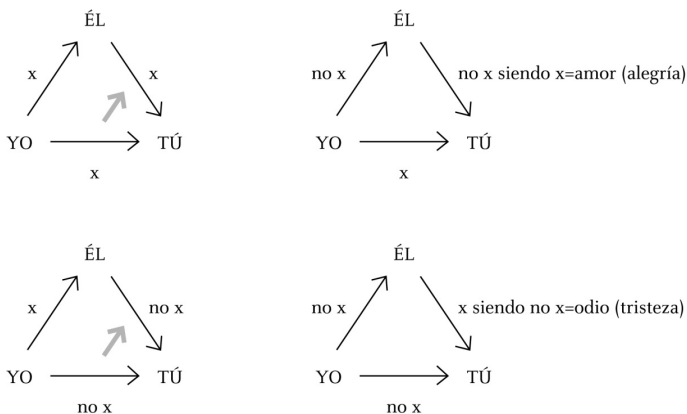 ÉL ÉL
x x no x no x siendo x=amor (alegría)
YO TÚ YO TÚ
x x
ÉL ÉL
x no x no x x siendo no x=odio (tristeza)
YO TÚ YO TÚ
no x no x